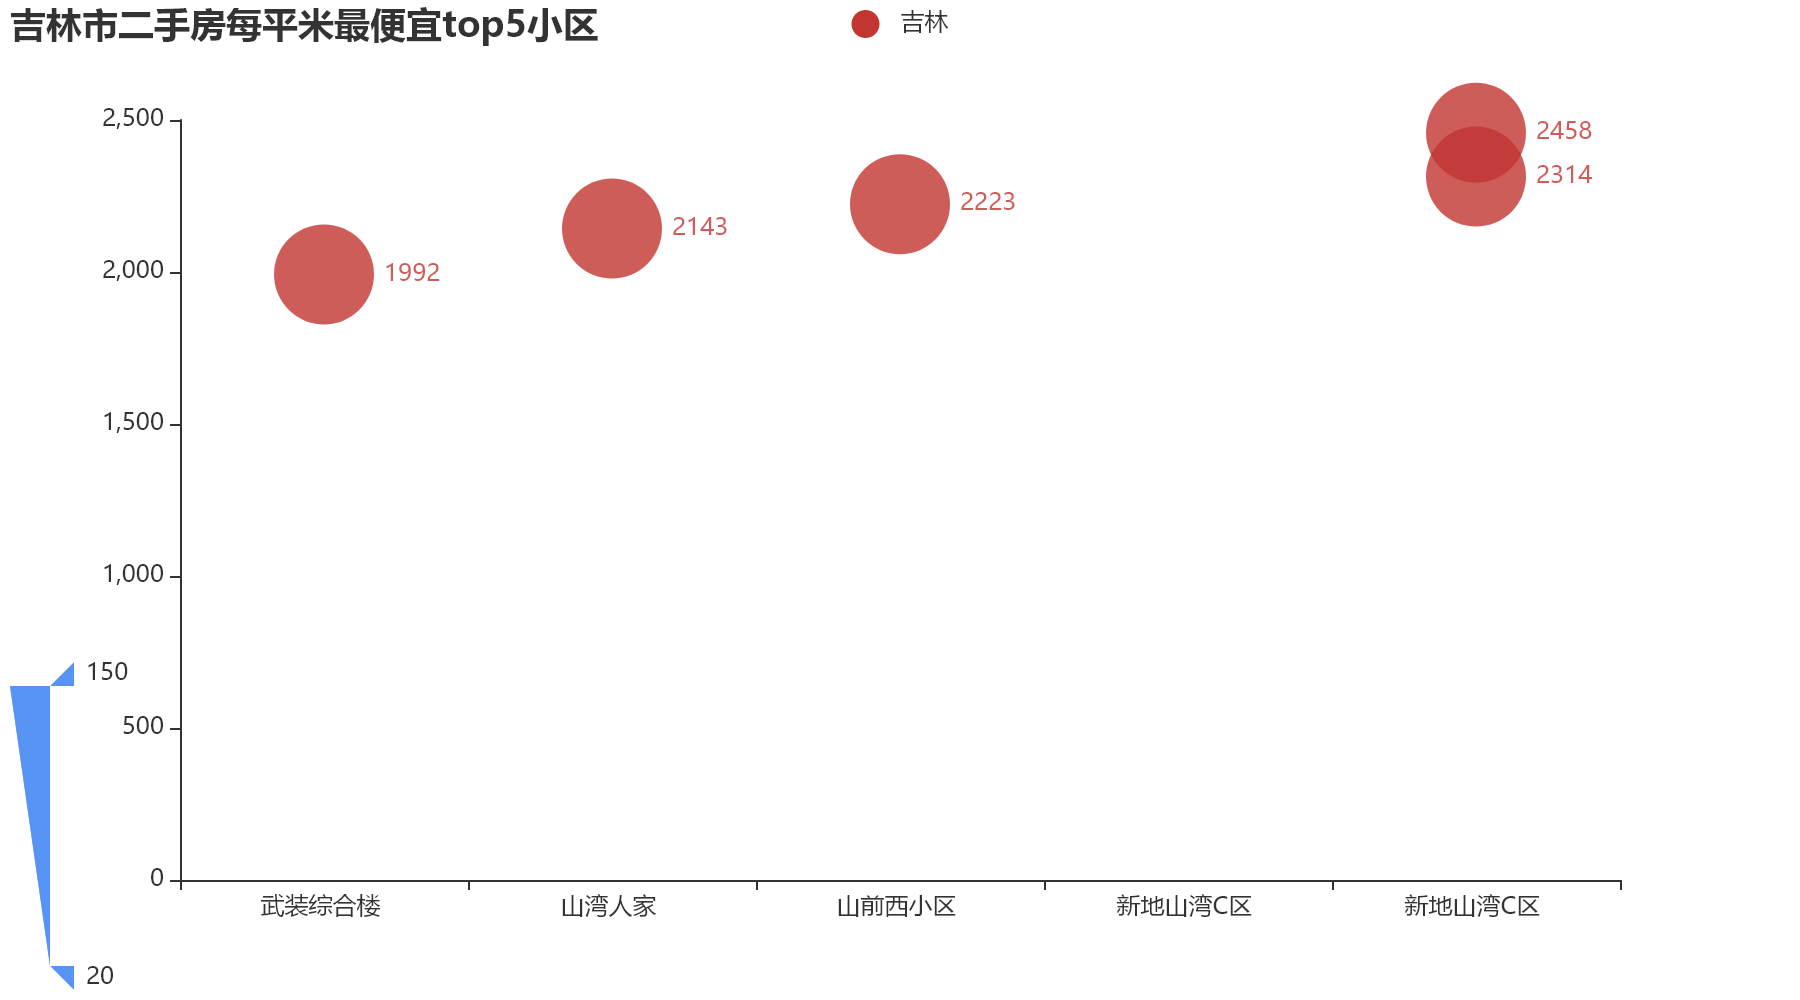 吉林市二手房每平米最便宜top5小区
吉林
2,500
2,000
1,500
1,000
500
0
2458
2314
2223
2143
1992
武装综合楼
山湾人家
山前西小区
新地山湾C区
新地山湾C区
150
20